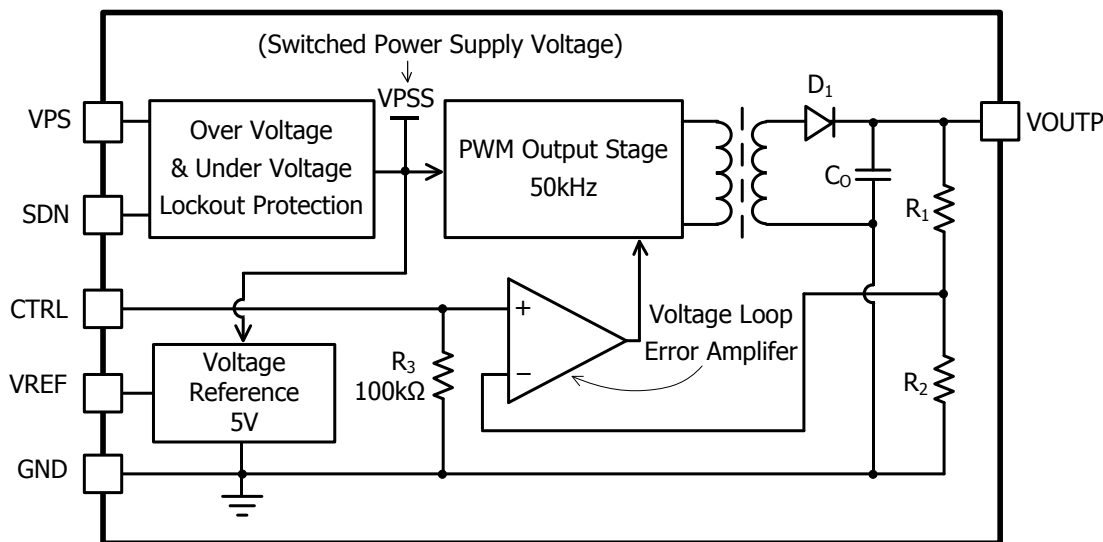 (Switched Power Supply Voltage)
VPSS
VPS
Over Voltage
& Under Voltage
Lockout Protection
SDN
PWM Output Stage
50kHz
D1
VOUTP
CO
R1
CTRL
+
−
Voltage Loop
Error Amplifer
R3
100kΩ
R2
VREF
Voltage
Reference
5V
GND